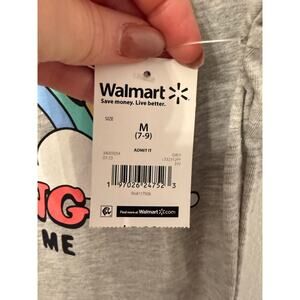 Walmart
Save money. Live better.
SIZE
M
(7-9)
ADMIT IT
1 97026 24752 3
Find more at Walmart.com
NG
ME